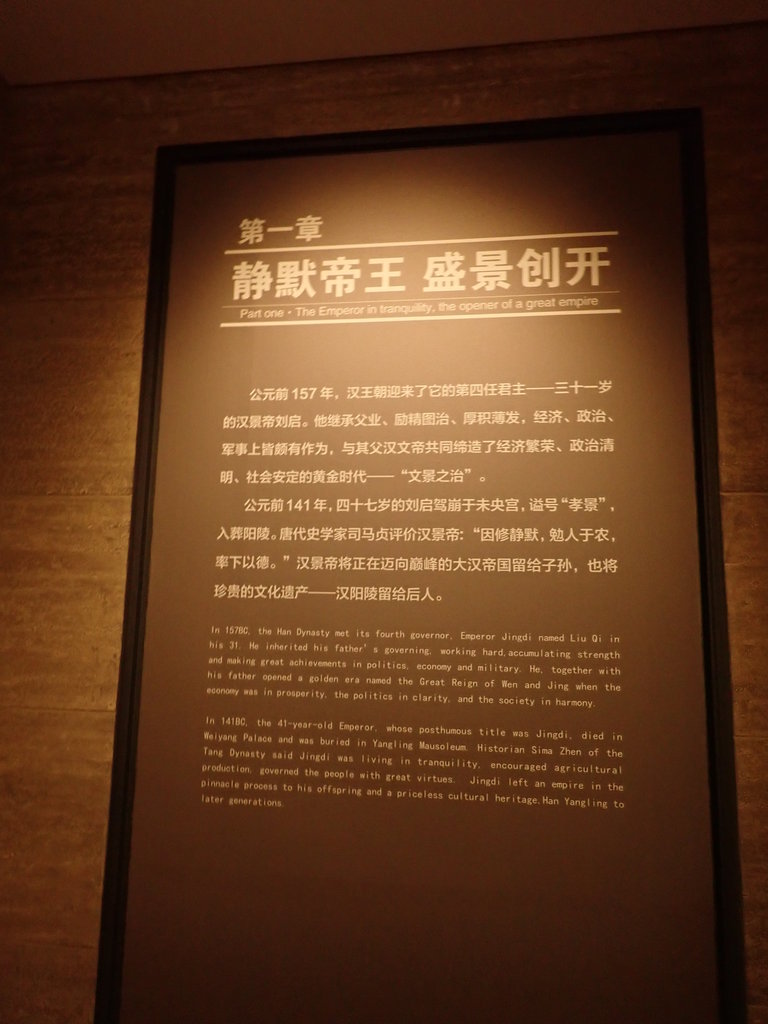 第一章
静默帝王 盛景创开
Part one · The Emperor in tranquility, the opener of a great empire
公元前 157 年，汉王朝迎来了它的第四任君主——三十一岁
的汉景帝刘启。他继承父业、励精图治、厚积薄发，经济、政治、
军事上皆颇有作为，与其父汉文帝共同缔造了经济繁荣、政治清
明、社会安定的黄金时代——“文景之治”。
公元前 141 年，四十七岁的刘启驾崩于未央宫，谥号“孝景”，
入葬阳陵。唐代史学家司马贞评价汉景帝：“因修静默，勉人于农，
率下以德。”汉景帝将正在迈向巅峰的大汉帝国留给子孙，也将
珍贵的文化遗产——汉阳陵留给后人。
In 157BC, the Han Dynasty met its fourth governor, Emperor Jingdi named Liu Qi in
his 31. He inherited his father's governing, working hard,accumulating strength
and making great achievements in politics, economy and military. He, together with
his father opened a golden era named the Great Reign of Wen and Jing when the
economy was in prosperity, the politics in clarity, and the society in harmony.
In 141BC, the 41-year-old Emperor, whose posthumous title was Jingdi, died in
Weiyang Palace and was buried in Yangling Mausoleum. Historian Sima Zhen of the
Tang Dynasty said Jingdi was living in tranquility, encouraged agricultural
production, governed the people with great virtues. Jingdi left an empire in the
pinnacle process to his offspring and a priceless cultural heritage,Han Yangling to
later generations.